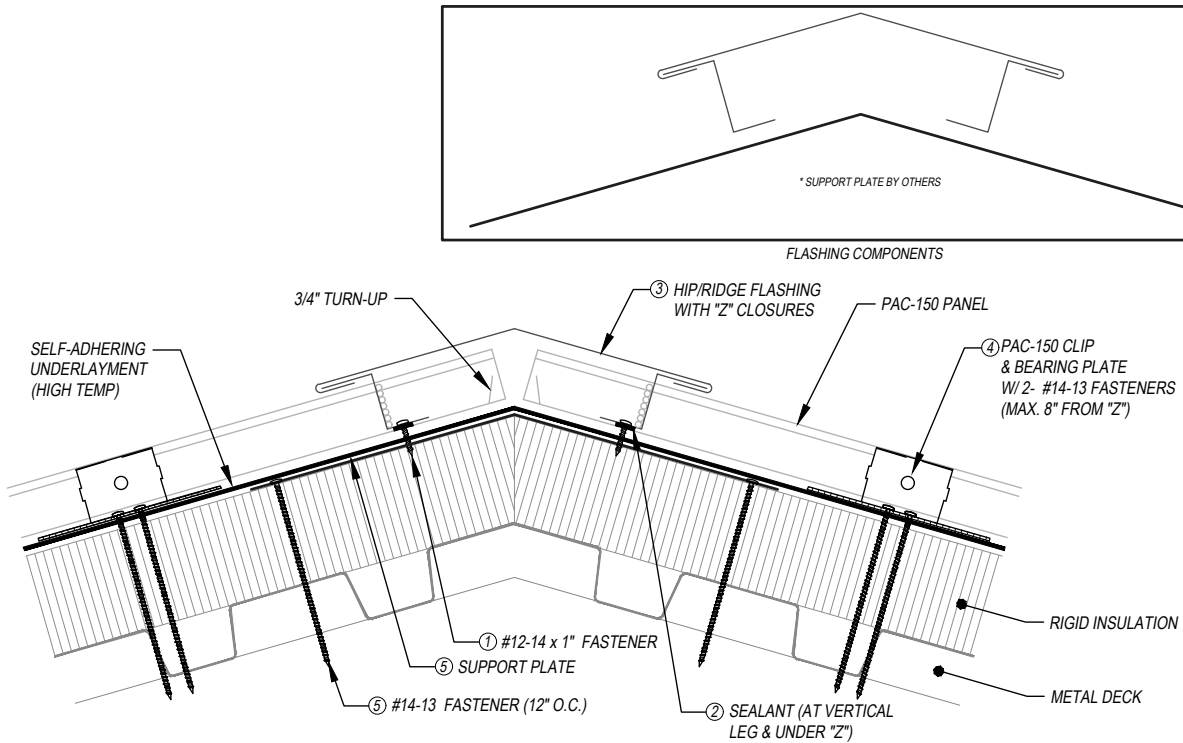 * SUPPORT PLATE BY OTHERS
FLASHING COMPONENTS
3/4" TURN-UP
3 HIP/RIDGE FLASHING
WITH "Z" CLOSURES
PAC-150 PANEL
SELF-ADHERING
UNDERLAYMENT
(HIGH TEMP)
4 PAC-150 CLIP
& BEARING PLATE
W/ 2- #14-13 FASTENERS
(MAX. 8" FROM "Z")
1 #12-14 x 1" FASTENER
5 SUPPORT PLATE
5 #14-13 FASTENER (12" O.C.)
2 SEALANT (AT VERTICAL
LEG & UNDER "Z")
RIGID INSULATION
METAL DECK